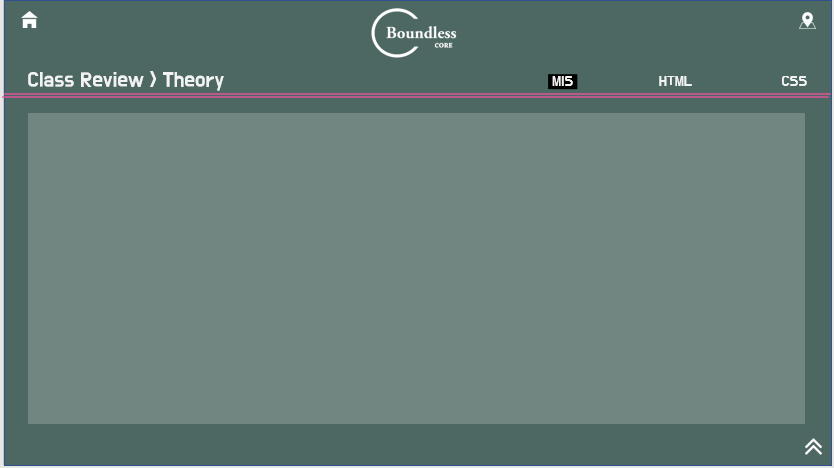 Boundless
CORE
Class Review > Theory
MIS
HTML
CSS